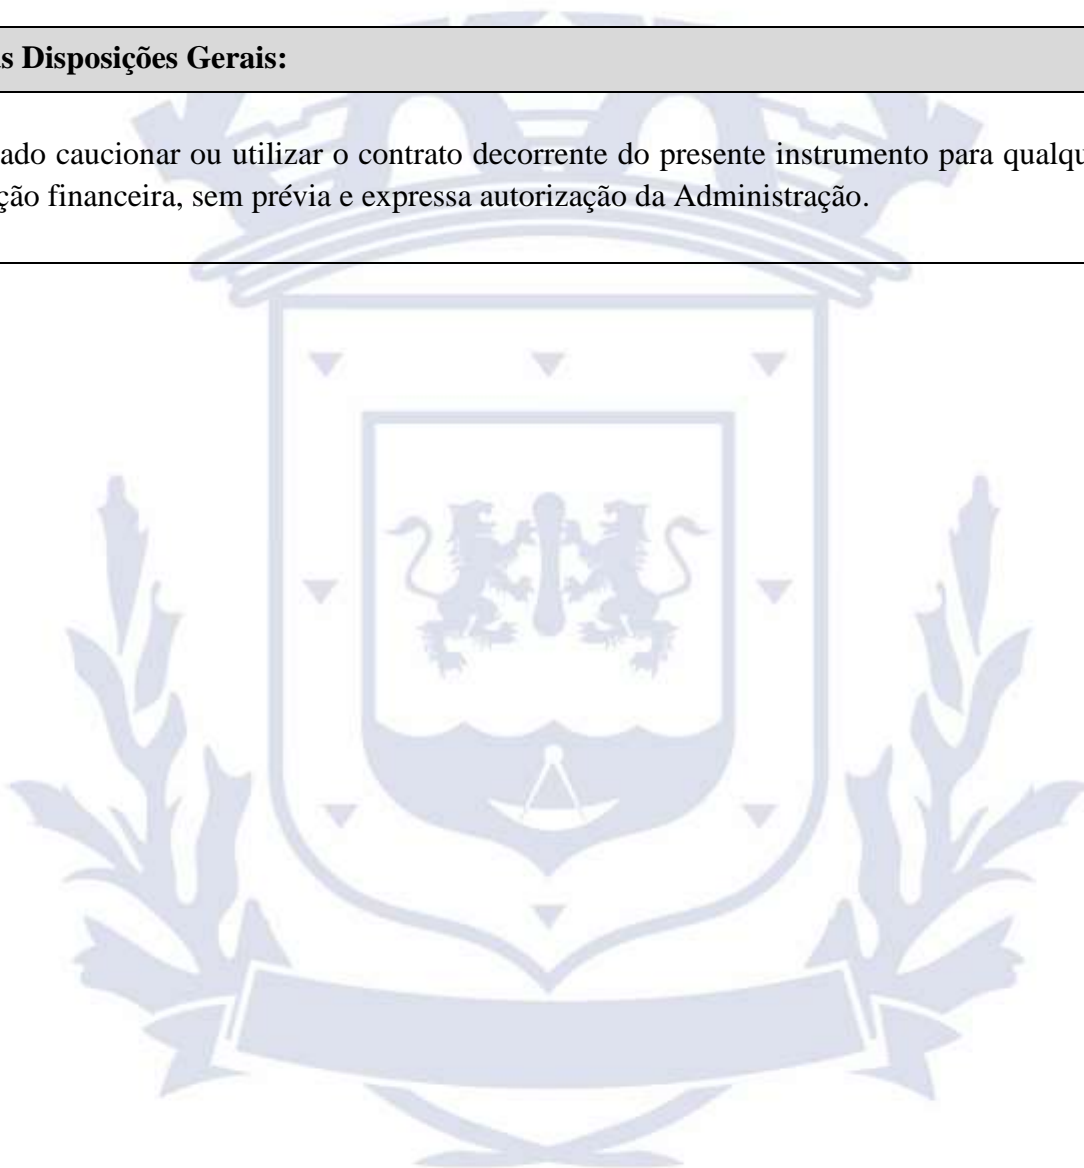 s Disposições Gerais:
ado caucionar ou utilizar o contrato decorrente do presente instrumento para qualqu
ção financeira, sem prévia e expressa autorização da Administração.